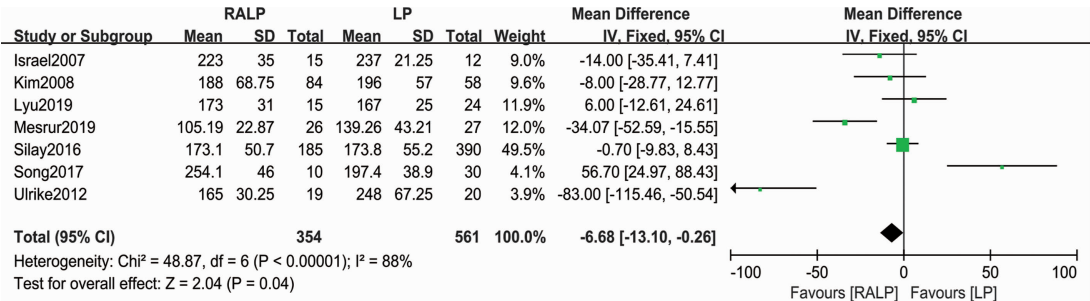 RALP LP Mean Difference Mean Difference
Study or Subgroup Mean SD Total Mean SD Total Weight IV, Fixed, 95% CI IV, Fixed, 95% CI
Israel2007 223 35 15 237 21.25 12 9.0% -14.00 [-35.41, 7.41]
Kim2008 188 68.75 84 196 57 58 9.6% -8.00 [-28.77, 12.77]
Lyu2019 173 31 15 167 25 24 11.9% 6.00 [-12.61, 24.61]
Mesrur2019 105.19 22.87 26 139.26 43.21 27 12.0% -34.07 [-52.59, -15.55]
Silay2016 173.1 50.7 185 173.8 55.2 390 49.5% -0.70 [-9.83, 8.43]
Song2017 254.1 46 10 197.4 38.9 30 4.1% 56.70 [24.97, 88.43]
Ulrike2012 165 30.25 19 248 67.25 20 3.9% -83.00 [-115.46, -50.54]
Total (95% CI) 354 561 100.0% -6.68 [-13.10, -0.26]
Heterogeneity: Chi² = 48.87, df = 6 (P < 0.00001); I² = 88%
Test for overall effect: Z = 2.04 (P = 0.04)
-100 -50 0 50 100
Favours [RALP] Favours [LP]